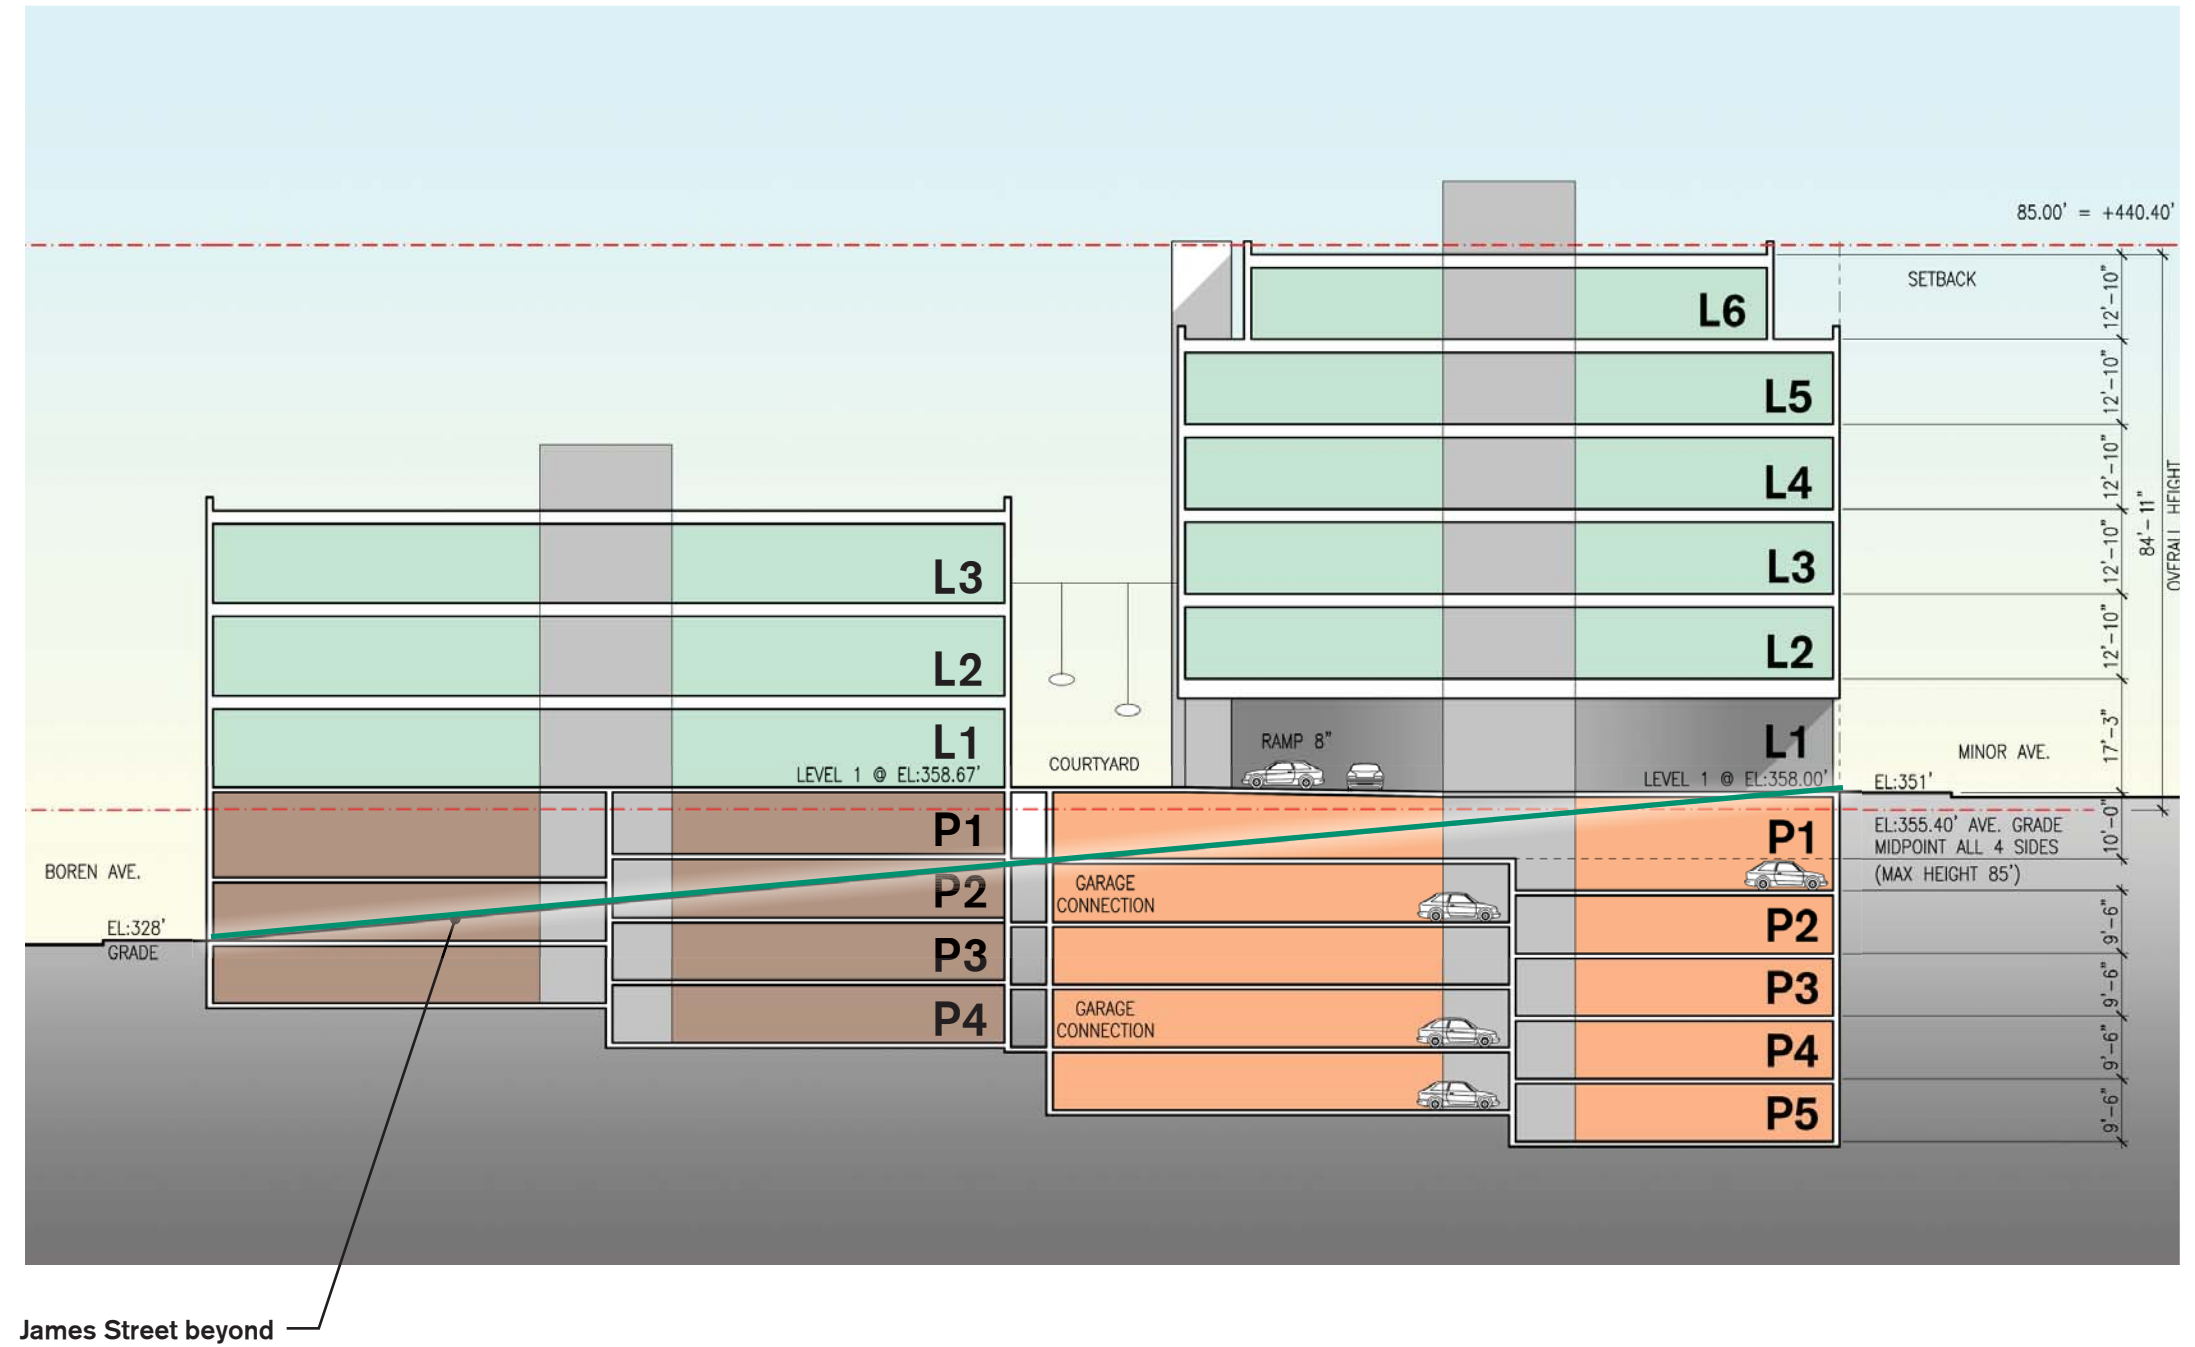 85.00' = +440.40'
SETBACK
12'-10"
L6
12'-10"
L5
12'-10"
L4
84'-11"
OVERALL HEIGHT
12'-10"
L3
L3
12'-10"
L2
L2
17'-3"
L1
LEVEL 1 @ EL:358.67'
COURTYARD
RAMP 8"
L1
LEVEL 1 @ EL:358.00'
MINOR AVE.
EL:351'
P1
P1
EL:355.40' AVE. GRADE
MIDPOINT ALL 4 SIDES
(MAX HEIGHT 85')
10'-0"
BOREN AVE.
P2
GARAGE
CONNECTION
EL:328'
GRADE
P2
9'-6"
P3
P3
9'-6"
P4
GARAGE
CONNECTION
P4
9'-6"
P5
9'-6"
James Street beyond